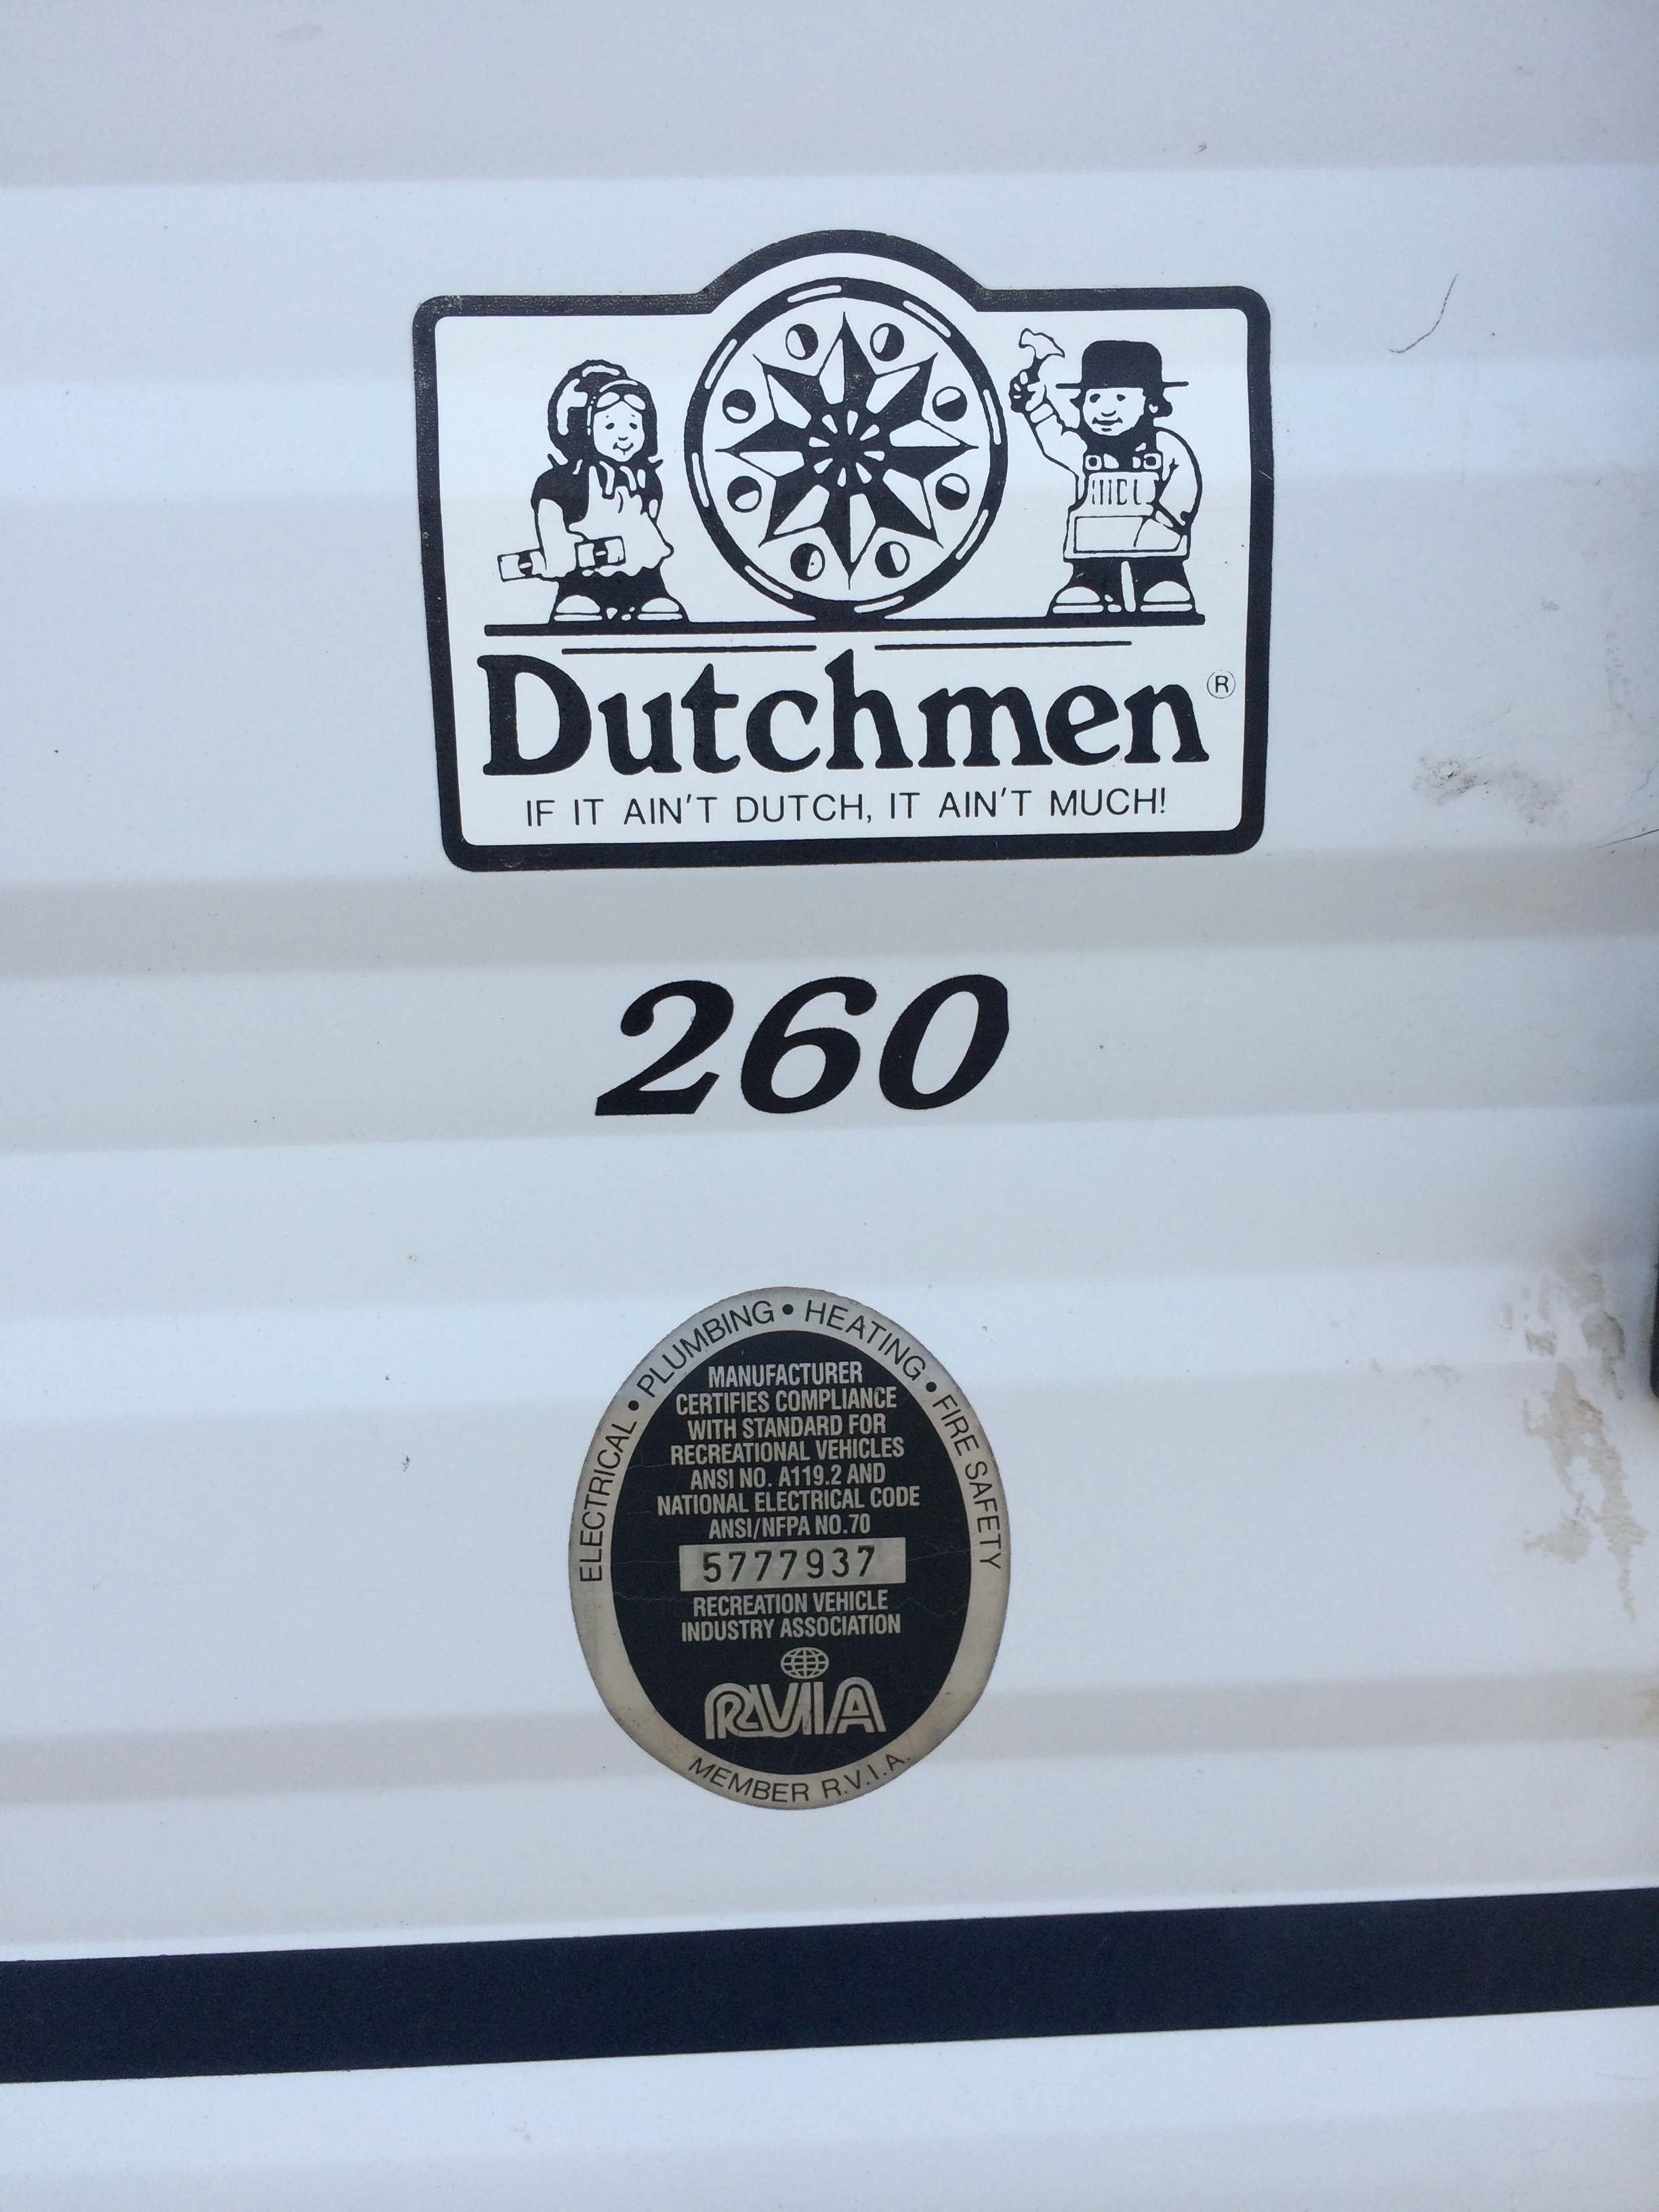 Dutchmen®
IF IT AIN'T DUTCH, IT AIN'T MUCH!
260
ELECTRICAL • PLUMBING • HEATING • FIRE SAFETY
MANUFACTURER
CERTIFIES COMPLIANCE
WITH STANDARD FOR
RECREATIONAL VEHICLES
ANSI NO. A119.2 AND
NATIONAL ELECTRICAL CODE
ANSI/NFPA NO.70
5777937
RECREATION VEHICLE
INDUSTRY ASSOCIATION
RVIA
MEMBER R.V.I.A.